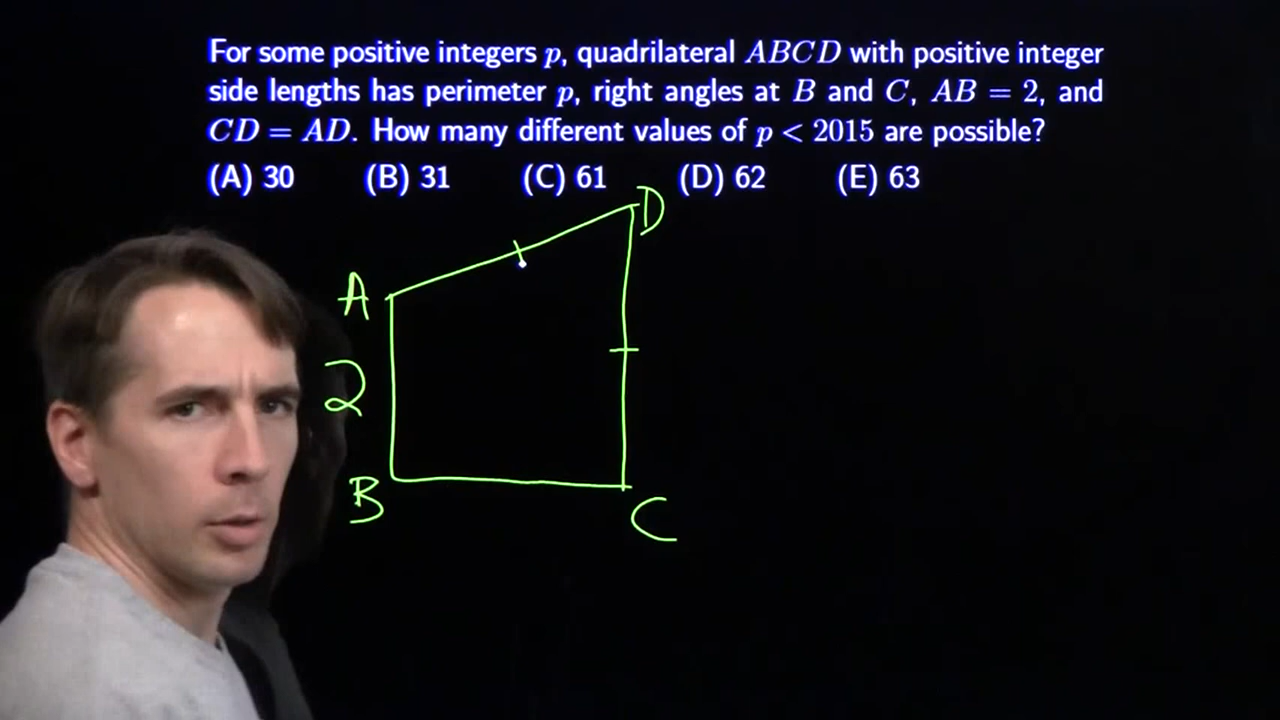 For some positive integers p, quadrilateral ABCD with positive integer
side lengths has perimeter p, right angles at B and C, AB = 2, and
CD = AD. How many different values of p < 2015 are possible?
(A) 30 (B) 31 (C) 61 (D) 62 (E) 63
D
A
2
B
C